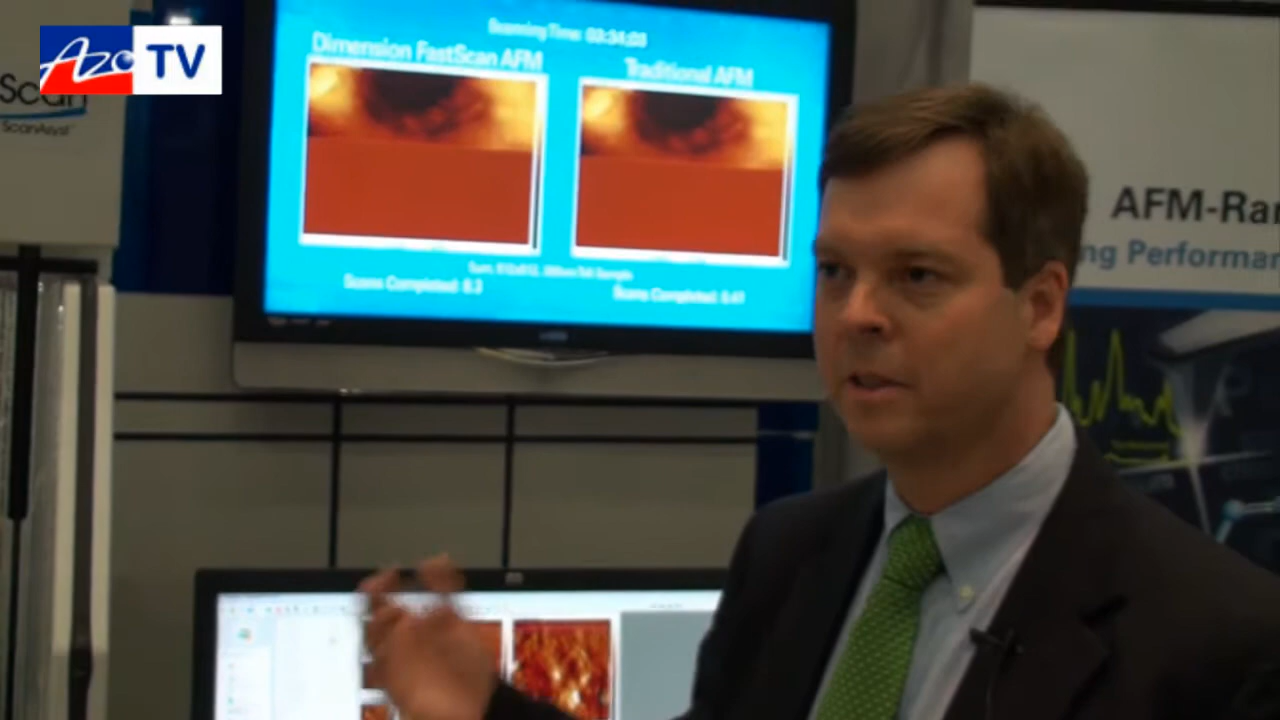 AZo TV
Scan
ScanAsyst
Scanning Time: 03:34:03
Dimension FastScan AFM
Traditional AFM
Scans Completed: 8.3
Scans Completed: 0.41
AFM-Ra
ng Performan